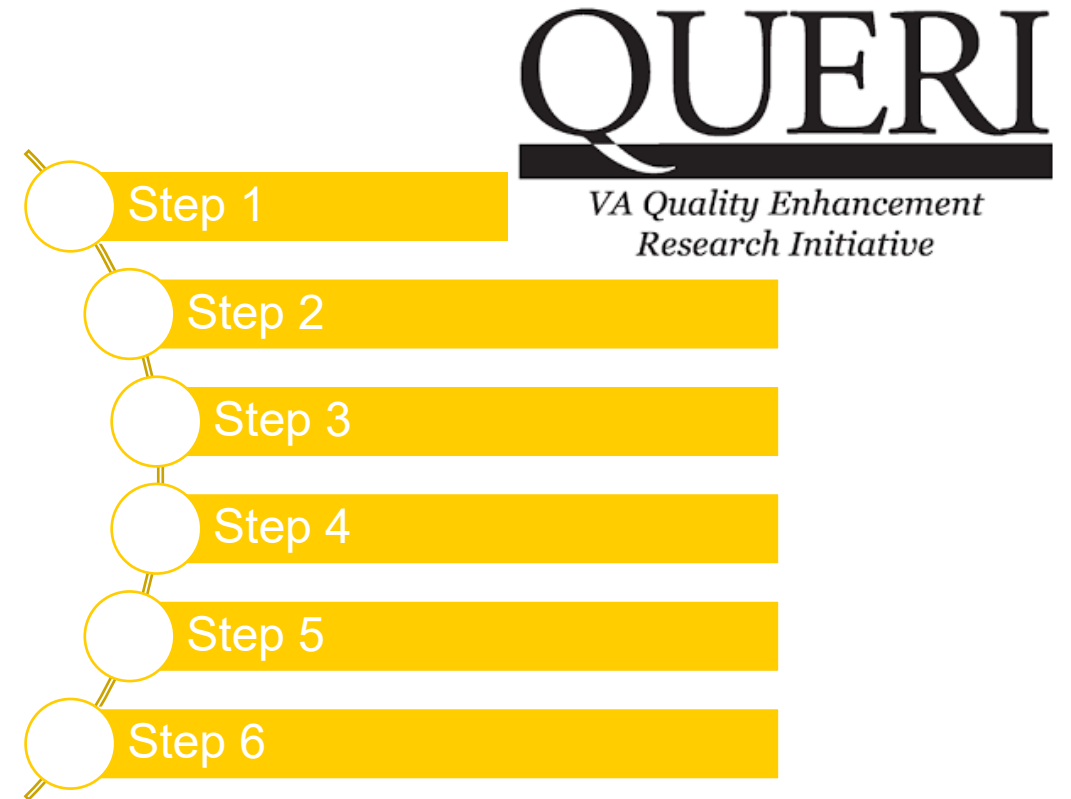 QUERI
VA Quality Enhancement
Research Initiative
Step 1
Step 2
Step 3
Step 4
Step 5
Step 6